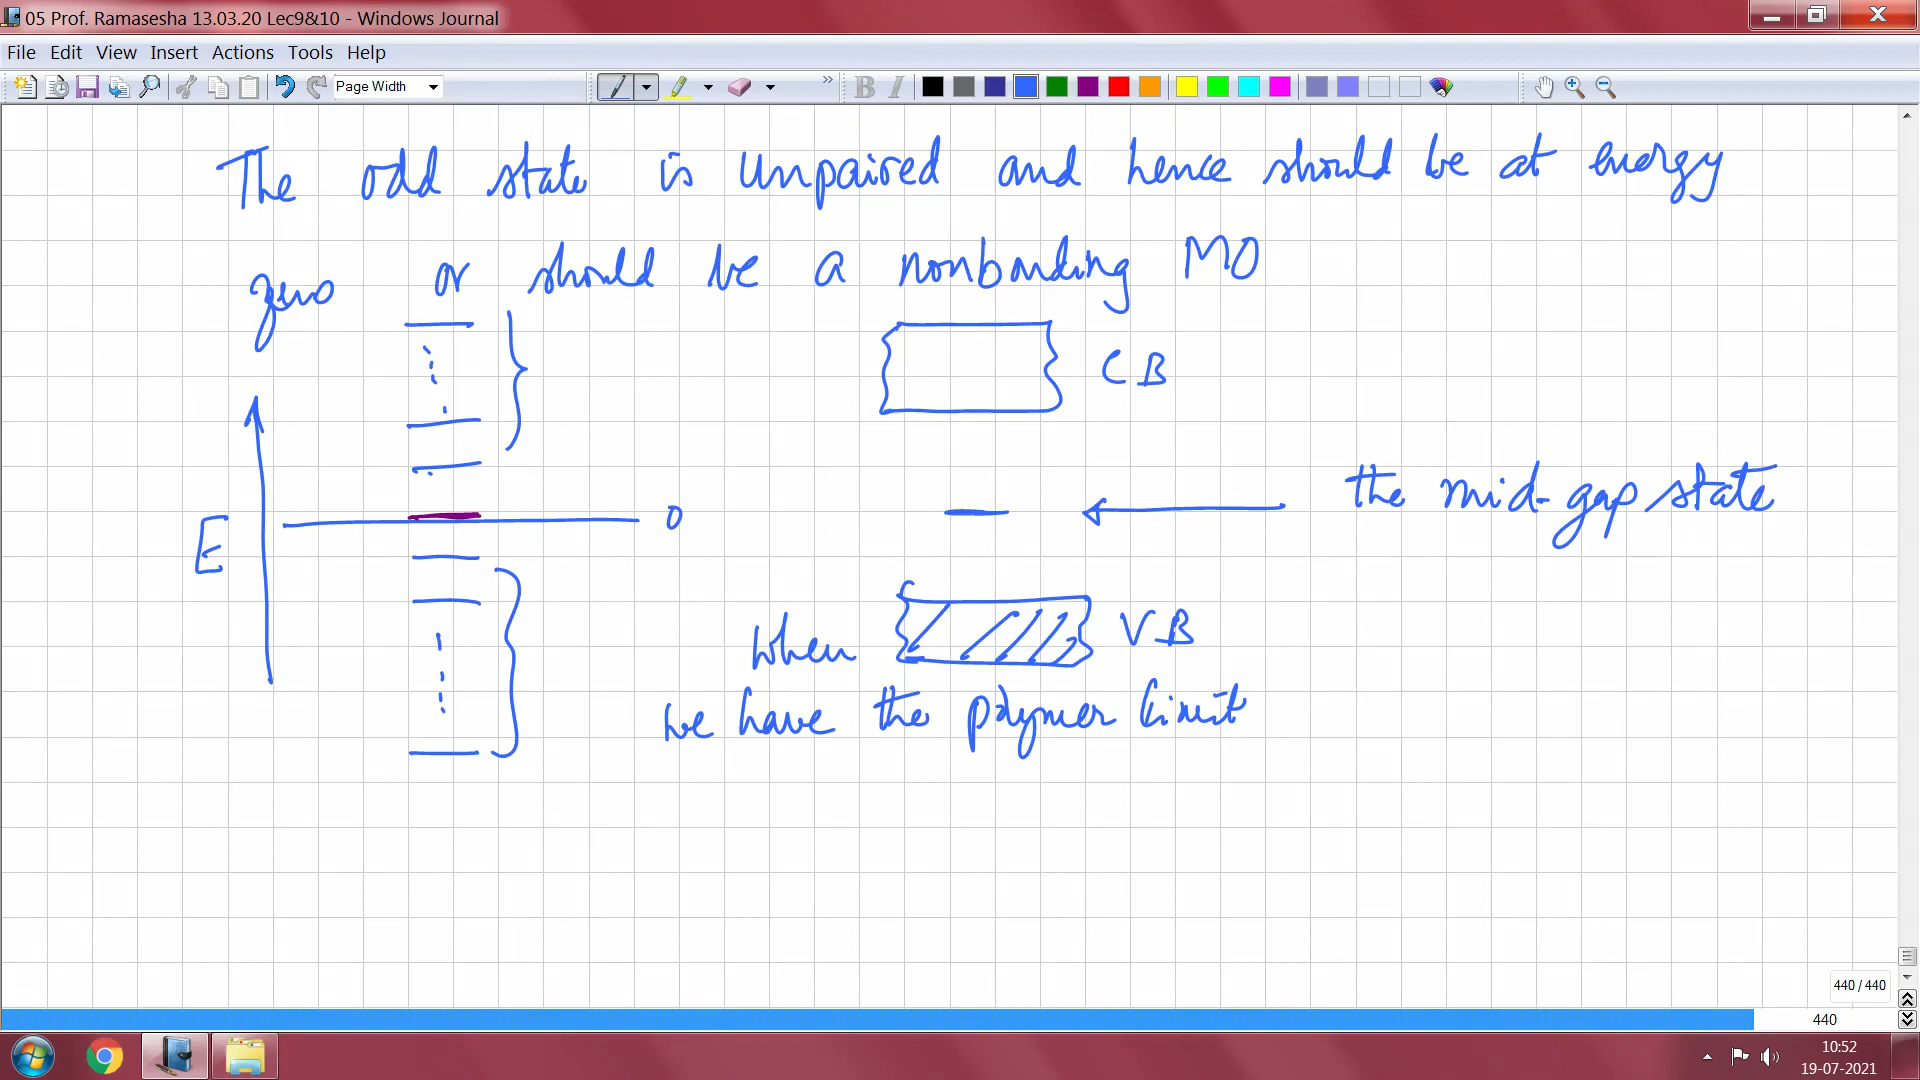 05 Prof. Ramasesha 13.03.20 Lec9&10 - Windows Journal
File Edit View Insert Actions Tools Help
Page Width
B I
The odd state is unpaired and hence should be at energy
zero or should be a nonbonding MO
CB
the mid-gap state
0
E
When VB
we have the polymer limit
440 / 440
440
10:52
19-07-2021